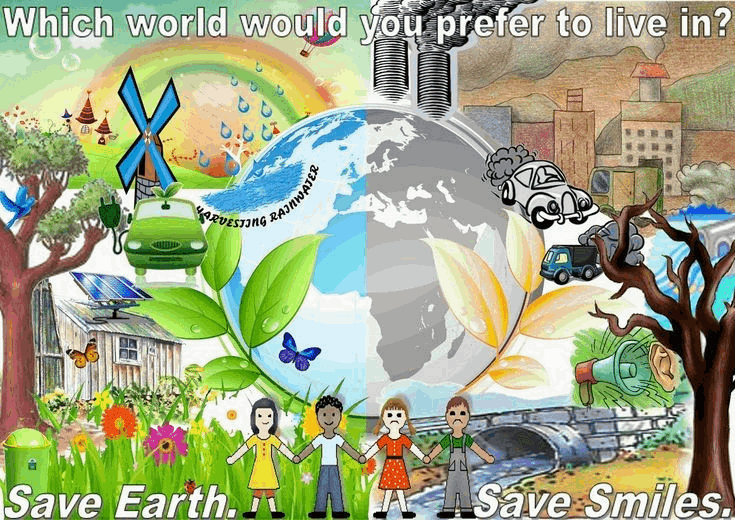 Which world would you prefer to live in?
HARVESTING RAINWATER
Save Earth. Save Smiles.